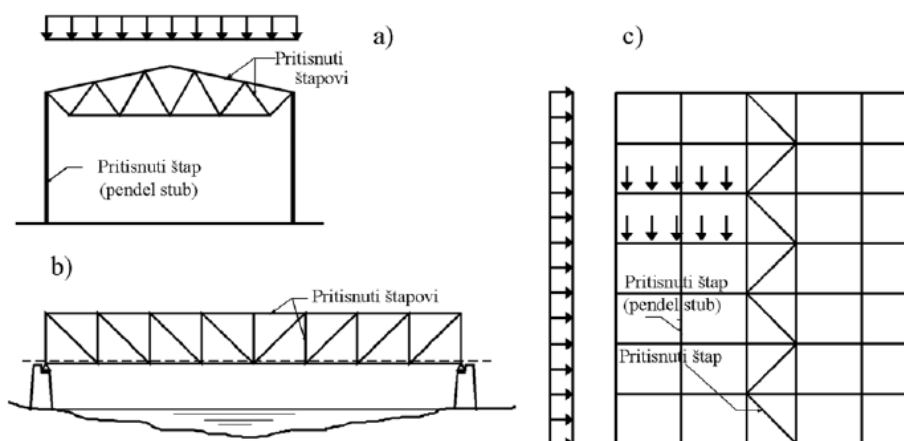 a)
Pritisnuti
štapovi
Pritisnuti štap
(pendel stub)
b)
Pritisnuti štapovi
c)
Pritisnuti štap
(pendel stub)
Pritisnuti štap